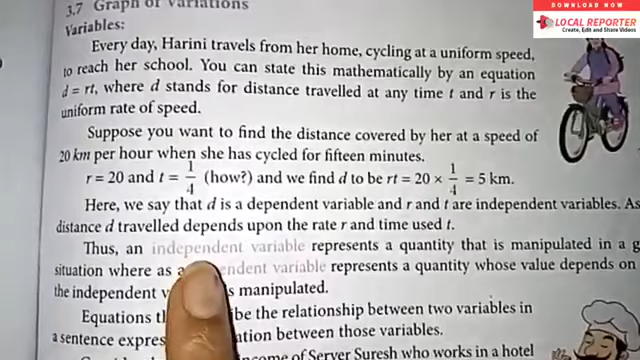 3.7 Graph of Variations
Variables:
Every day, Harini travels from her home, cycling at a uniform speed,
to reach her school. You can state this mathematically by an equation
d = rt, where d stands for distance travelled at any time t and r is the
uniform rate of speed.
Suppose you want to find the distance covered by her at a speed of
20 km per hour when she has cycled for fifteen minutes.
r = 20 and t = 1/4 (how?) and we find d to be rt = 20 × 1/4 = 5 km.
Here, we say that d is a dependent variable and r and t are independent variables. As
distance d travelled depends upon the rate r and time used t.
Thus, an independent variable represents a quantity that is manipulated in a g
situation where as a endent variable represents a quantity whose value depends on
the independent v s manipulated.
Equations th be the relationship between two variables in
a sentence expres ation between those variables.
ncome of Server Suresh who works in a hotel
DOWNLOAD NOW
LOCAL REPORTER
Create, Edit and Share Videos